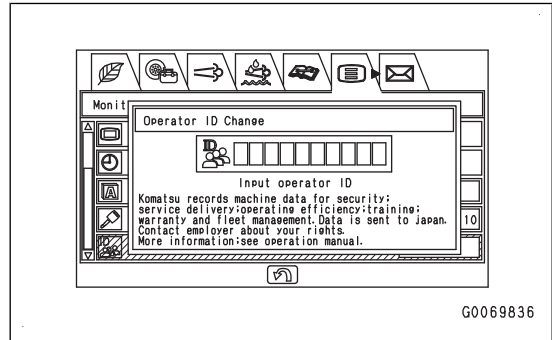 Monit
Operator ID Change
ID
Input operator ID
Komatsu records machine data for security;
service delivery;operating efficiency;training;
warranty and fleet management.Data is sent to Japan.
Contact employer about your rights.
More information:see operation manual.
A
10
ID
G0069836